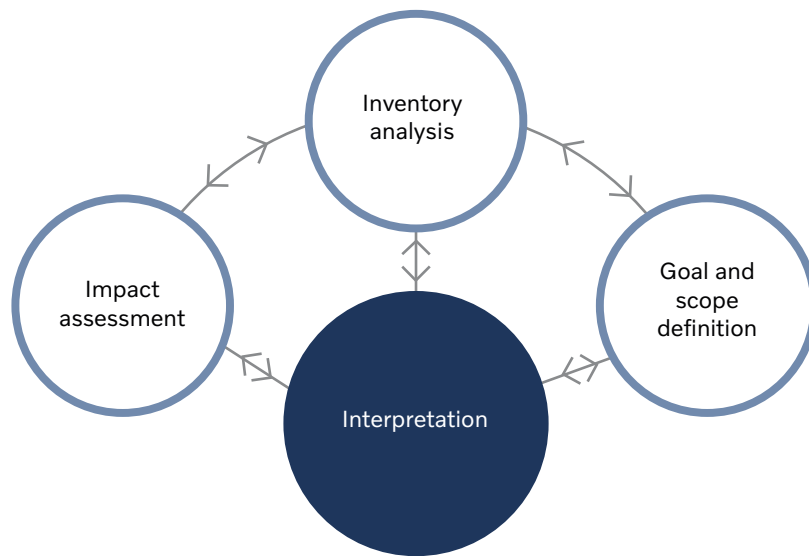 Inventory
analysis
Impact
assessment
Goal and
scope
definition
Interpretation